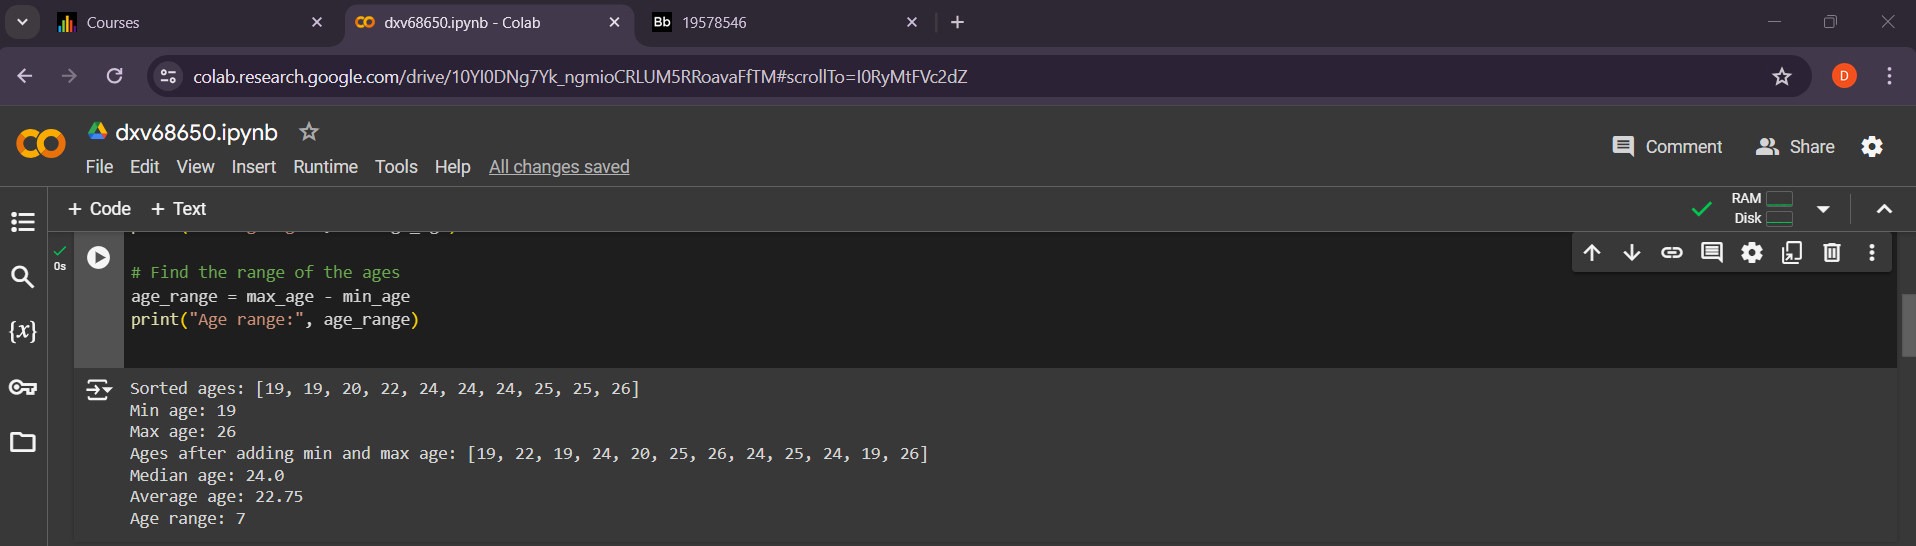 Courses
dxv68650.ipynb - Colab
Bb 19578546
colab.research.google.com/drive/10YI0DNg7Yk_ngmioCRLUM5RRoavaFfTM#scrollTo=I0RyMtFVc2dZ
D
dxv68650.ipynb
Comment
Share
File Edit View Insert Runtime Tools Help All changes saved
+ Code + Text
RAM
Disk
0s
# Find the range of the ages
age_range = max_age - min_age
print("Age range:", age_range)
{x}
Sorted ages: [19, 19, 20, 22, 24, 24, 24, 25, 25, 26]
Min age: 19
Max age: 26
Ages after adding min and max age: [19, 22, 19, 24, 20, 25, 26, 24, 25, 24, 19, 26]
Median age: 24.0
Average age: 22.75
Age range: 7